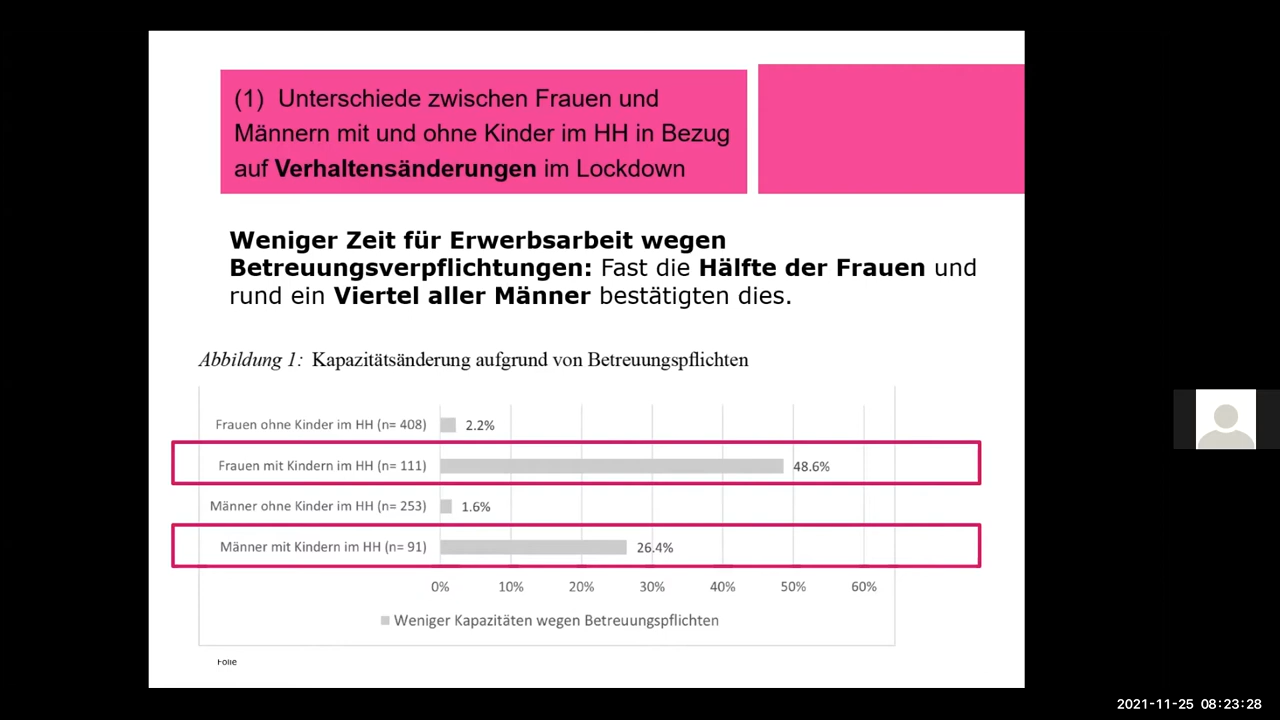 (1) Unterschiede zwischen Frauen und
Männern mit und ohne Kinder im HH in Bezug
auf Verhaltensänderungen im Lockdown
Weniger Zeit für Erwerbsarbeit wegen
Betreuungsverpflichtungen: Fast die Hälfte der Frauen und
rund ein Viertel aller Männer bestätigten dies.
Abbildung 1: Kapazitätsänderung aufgrund von Betreuungspflichten
Frauen ohne Kinder im HH (n= 408) 2.2%
Frauen mit Kindern im HH (n= 111) 48.6%
Männer ohne Kinder im HH (n= 253) 1.6%
Männer mit Kindern im HH (n= 91) 26.4%
0% 10% 20% 30% 40% 50% 60%
Weniger Kapazitäten wegen Betreuungspflichten
Folie
2021-11-25 08:23:28